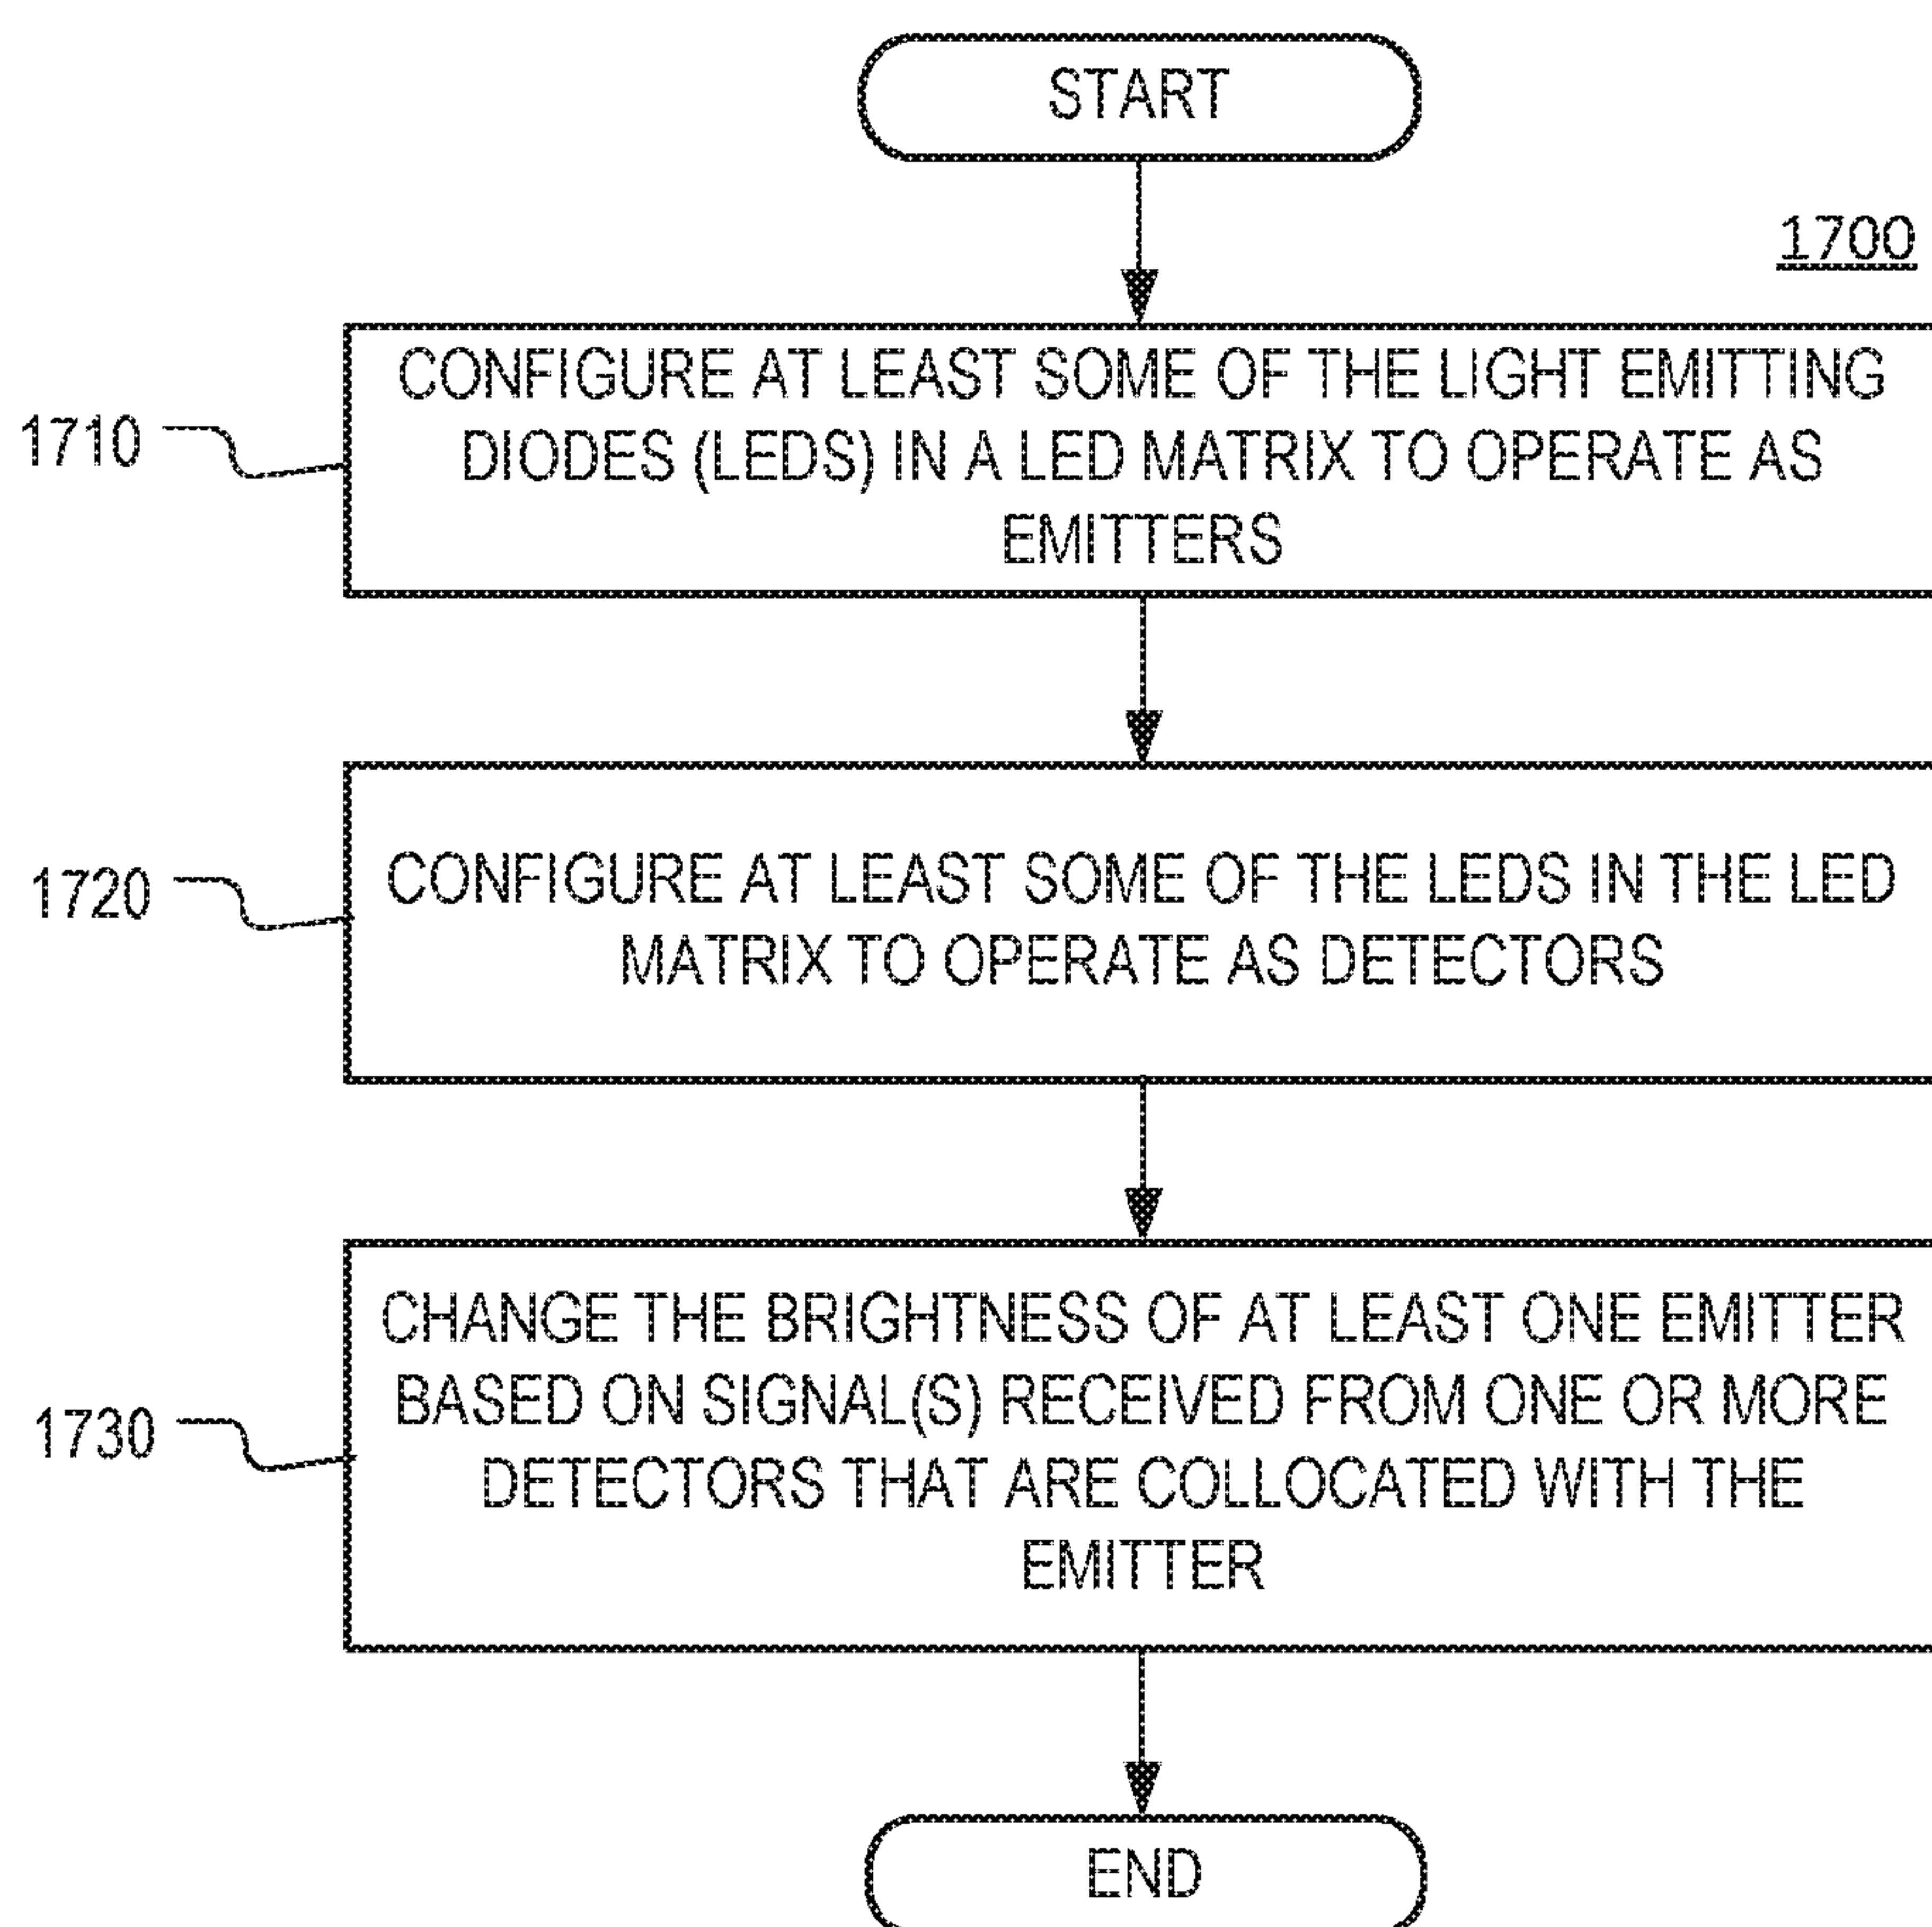 START
1700
1710
CONFIGURE AT LEAST SOME OF THE LIGHT EMITTING
DIODES (LEDS) IN A LED MATRIX TO OPERATE AS
EMITTERS
1720
CONFIGURE AT LEAST SOME OF THE LEDS IN THE LED
MATRIX TO OPERATE AS DETECTORS
1730
CHANGE THE BRIGHTNESS OF AT LEAST ONE EMITTER
BASED ON SIGNAL(S) RECEIVED FROM ONE OR MORE
DETECTORS THAT ARE COLLOCATED WITH THE
EMITTER
END